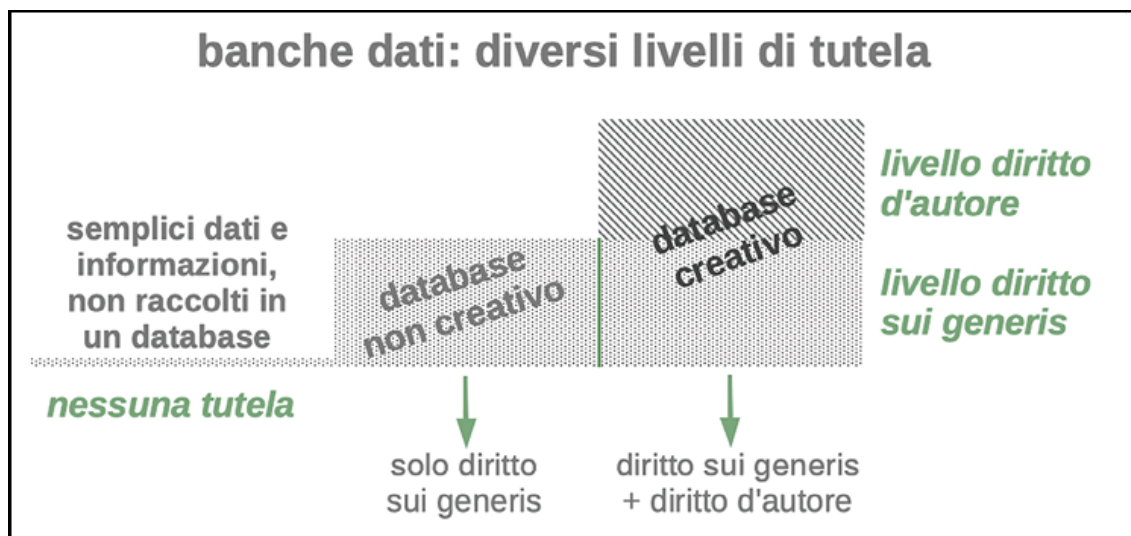 banche dati: diversi livelli di tutela
semplici dati e
informazioni,
non raccolti in
un database
nessuna tutela
database
non creativo
database
creativo
livello diritto
d'autore
livello diritto
sui generis
solo diritto
sui generis
diritto sui generis
+ diritto d'autore